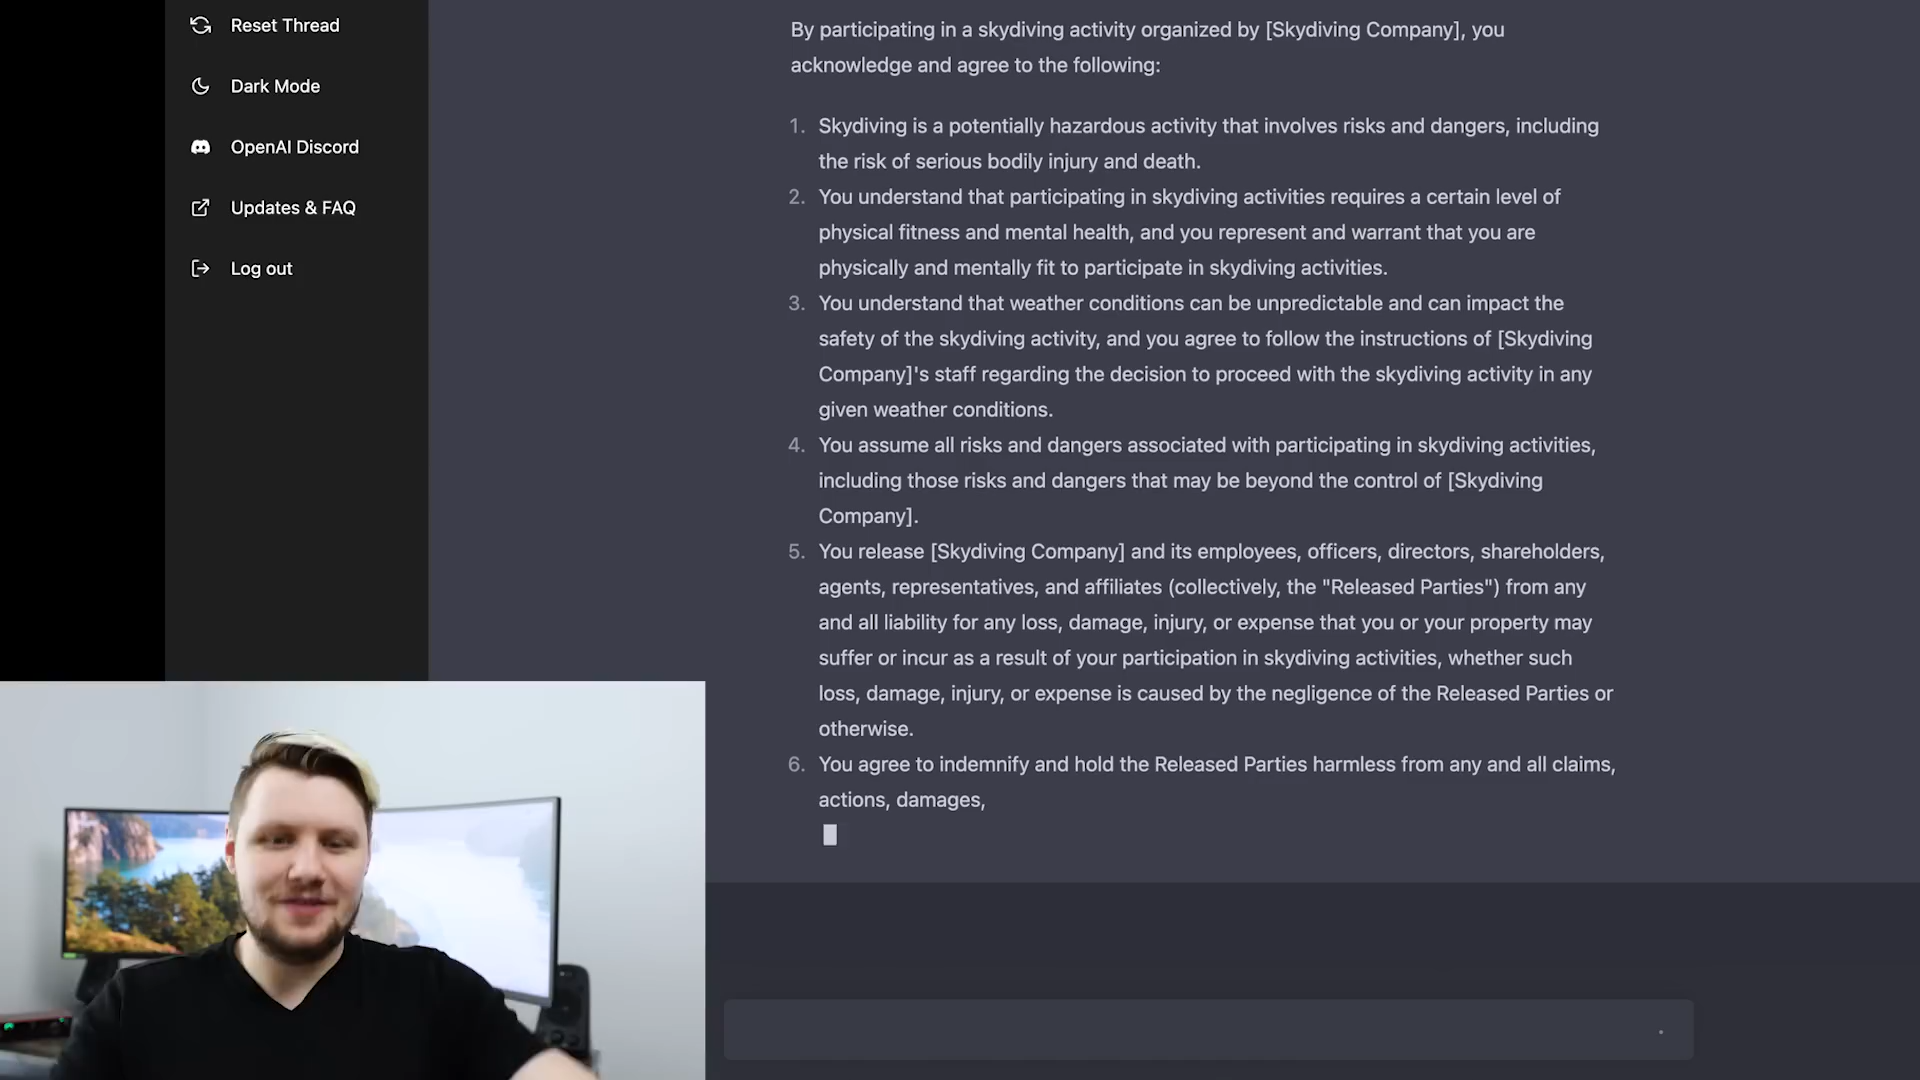 Reset Thread
Dark Mode
OpenAI Discord
Updates & FAQ
Log out
By participating in a skydiving activity organized by [Skydiving Company], you
acknowledge and agree to the following:
1. Skydiving is a potentially hazardous activity that involves risks and dangers, including
the risk of serious bodily injury and death.
2. You understand that participating in skydiving activities requires a certain level of
physical fitness and mental health, and you represent and warrant that you are
physically and mentally fit to participate in skydiving activities.
3. You understand that weather conditions can be unpredictable and can impact the
safety of the skydiving activity, and you agree to follow the instructions of [Skydiving
Company]'s staff regarding the decision to proceed with the skydiving activity in any
given weather conditions.
4. You assume all risks and dangers associated with participating in skydiving activities,
including those risks and dangers that may be beyond the control of [Skydiving
Company].
5. You release [Skydiving Company] and its employees, officers, directors, shareholders,
agents, representatives, and affiliates (collectively, the "Released Parties") from any
and all liability for any loss, damage, injury, or expense that you or your property may
suffer or incur as a result of your participation in skydiving activities, whether such
loss, damage, injury, or expense is caused by the negligence of the Released Parties or
otherwise.
6. You agree to indemnify and hold the Released Parties harmless from any and all claims,
actions, damages,